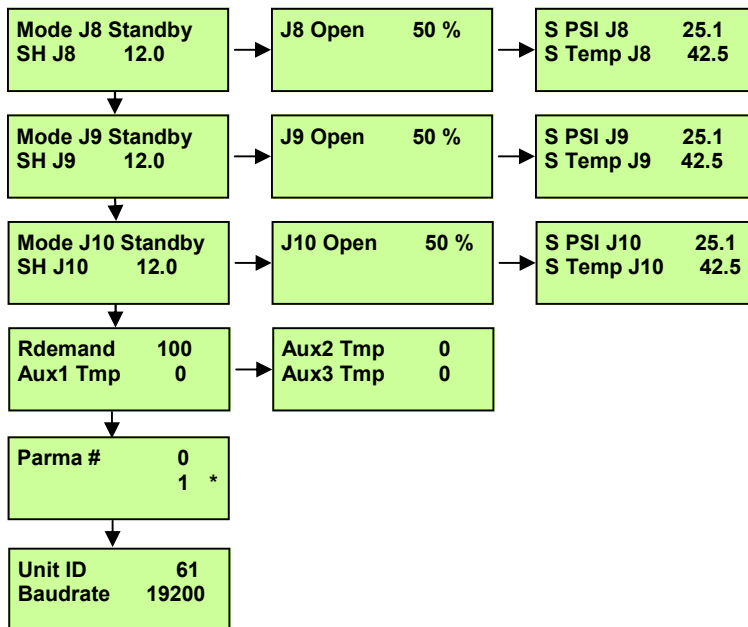 Mode J8 Standby
SH J8 12.0
J8 Open 50 %
S PSI J8 25.1
S Temp J8 42.5
Mode J9 Standby
SH J9 12.0
J9 Open 50 %
S PSI J9 25.1
S Temp J9 42.5
Mode J10 Standby
SH J10 12.0
J10 Open 50 %
S PSI J10 25.1
S Temp J10 42.5
Rdemand 100
Aux1 Tmp 0
Aux2 Tmp 0
Aux3 Tmp 0
Parma # 0
1 *
Unit ID 61
Baudrate 19200